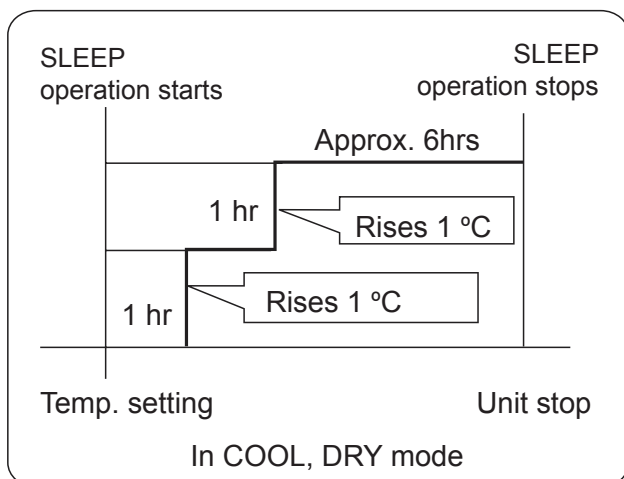 SLEEP
operation starts
SLEEP
operation stops
Approx. 6hrs
1 hr
Rises 1 ºC
1 hr
Rises 1 ºC
Temp. setting
Unit stop
In COOL, DRY mode